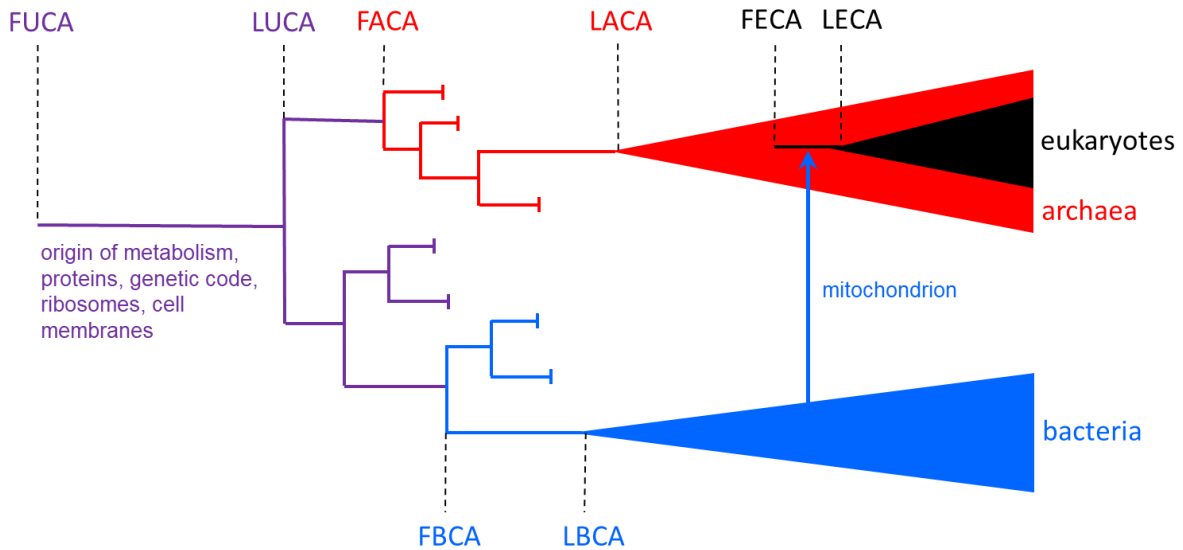 FUCA
LUCA
FACA
LACA
FECA
LECA
eukaryotes
archaea
origin of metabolism,
proteins, genetic code,
ribosomes, cell
membranes
mitochondrion
bacteria
FBCA
LBCA